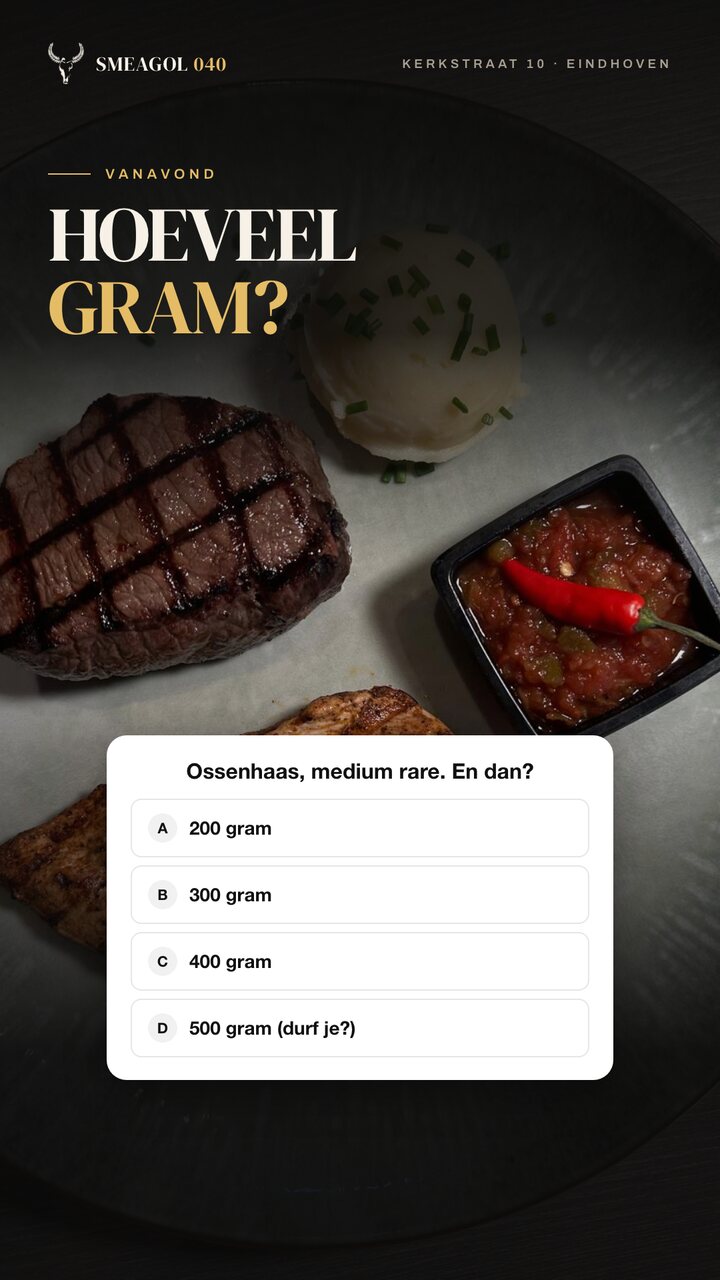 SMEAGOL 040
KERKSTRAAT 10 · EINDHOVEN
VANAVOND
HOEVEEL
GRAM?
Ossenhaas, medium rare. En dan?
A 200 gram
B 300 gram
C 400 gram
D 500 gram (durf je?)